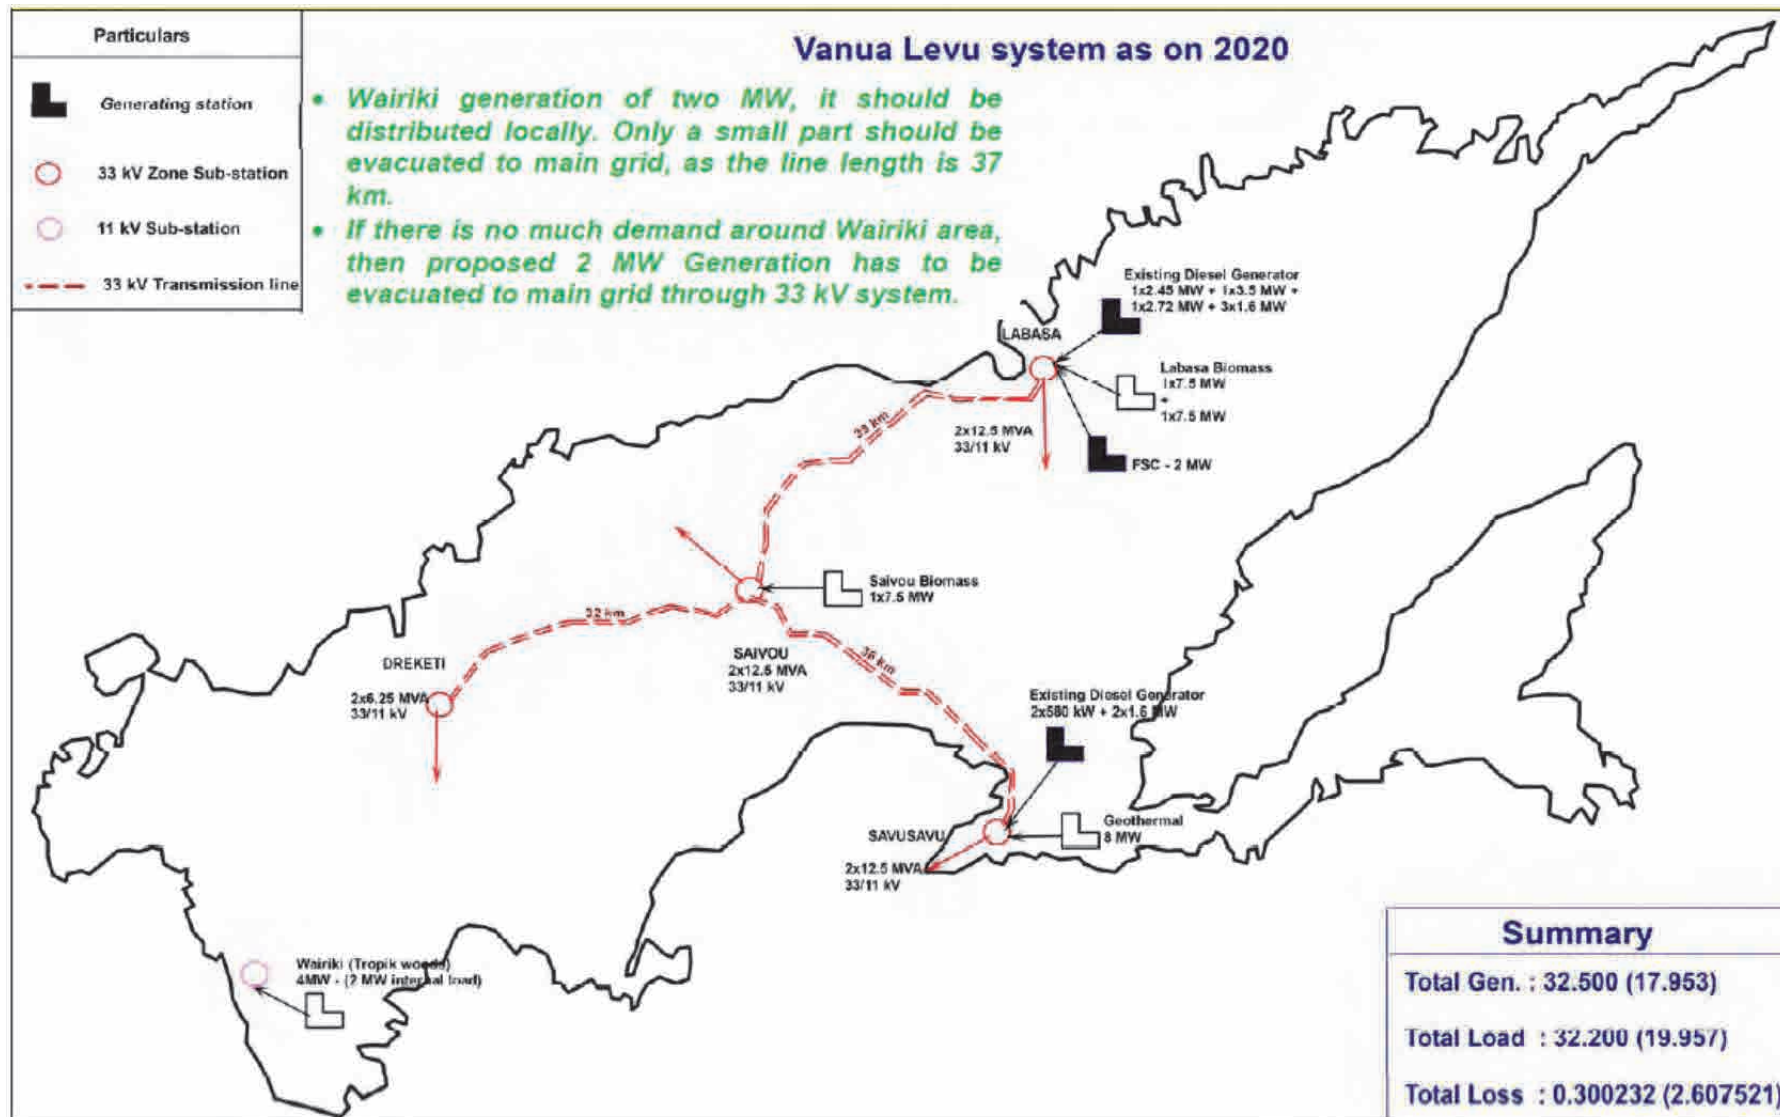 Particulars
Generating station
33 kV Zone Sub-station
11 kV Sub-station
33 kV Transmission line
Vanua Levu system as on 2020
• Wairiki generation of two MW, it should be
distributed locally. Only a small part should be
evacuated to main grid, as the line length is 37
km.
• If there is no much demand around Wairiki area,
then proposed 2 MW Generation has to be
evacuated to main grid through 33 kV system.
Existing Diesel Generator
1x2.45 MW + 1x3.5 MW +
1x2.72 MW + 3x1.6 MW
LABASA
Labasa Biomass
1x7.5 MW
+
1x7.5 MW
2x12.5 MVA
33/11 kV
FSC - 2 MW
Saivou Biomass
1x7.5 MW
32 km
DREKETI
2x6.25 MVA
33/11 kV
SAIVOU
2x12.5 MVA
33/11 kV
Existing Diesel Generator
2x580 kW + 2x1.6 MW
SAVUSAVU
2x12.5 MVA
33/11 kV
Geothermal
8 MW
Wairiki (Tropik woods)
4MW - (2 MW internal load)
Summary
Total Gen. : 32.500 (17.953)
Total Load : 32.200 (19.957)
Total Loss : 0.300232 (2.607521)